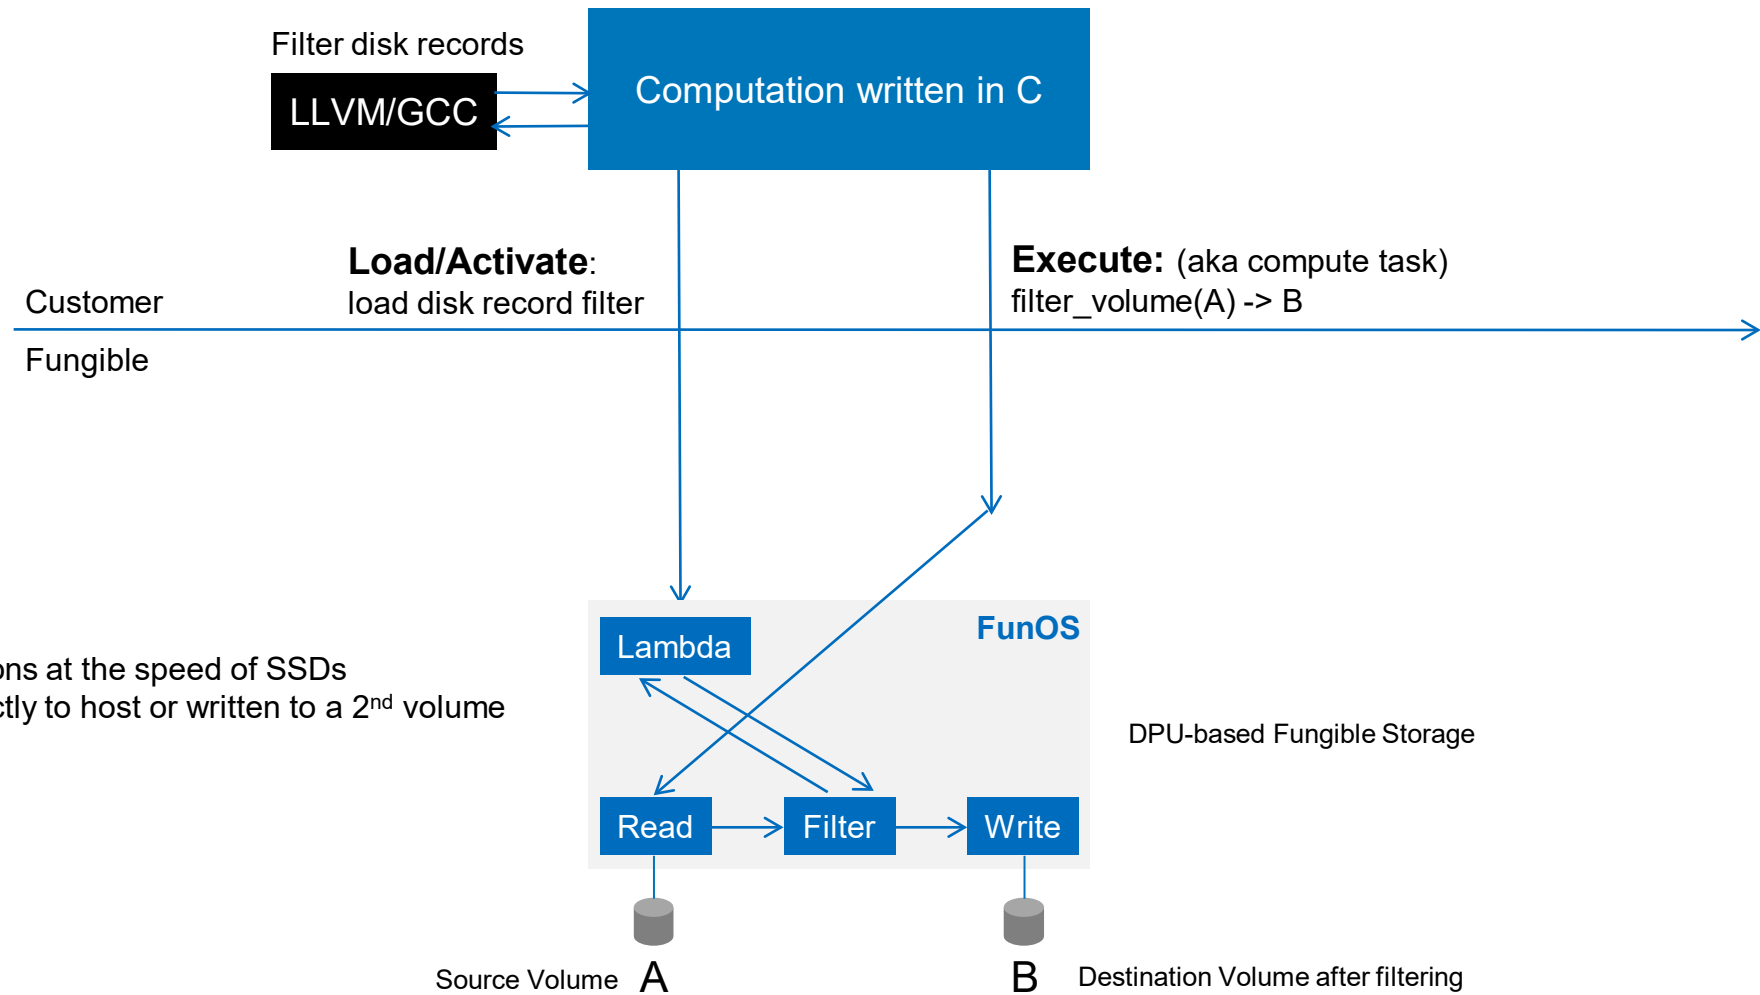 Filter disk records
LLVM/GCC
Computation written in C
Load/Activate:
load disk record filter
Execute: (aka compute task)
filter_volume(A) -> B
Customer
Fungible
FunOS
Lambda
at the speed of SSDs
to host or written to a 2nd volume
DPU-based Fungible Storage
Read
Filter
Write
Source Volume A
B Destination Volume after filtering